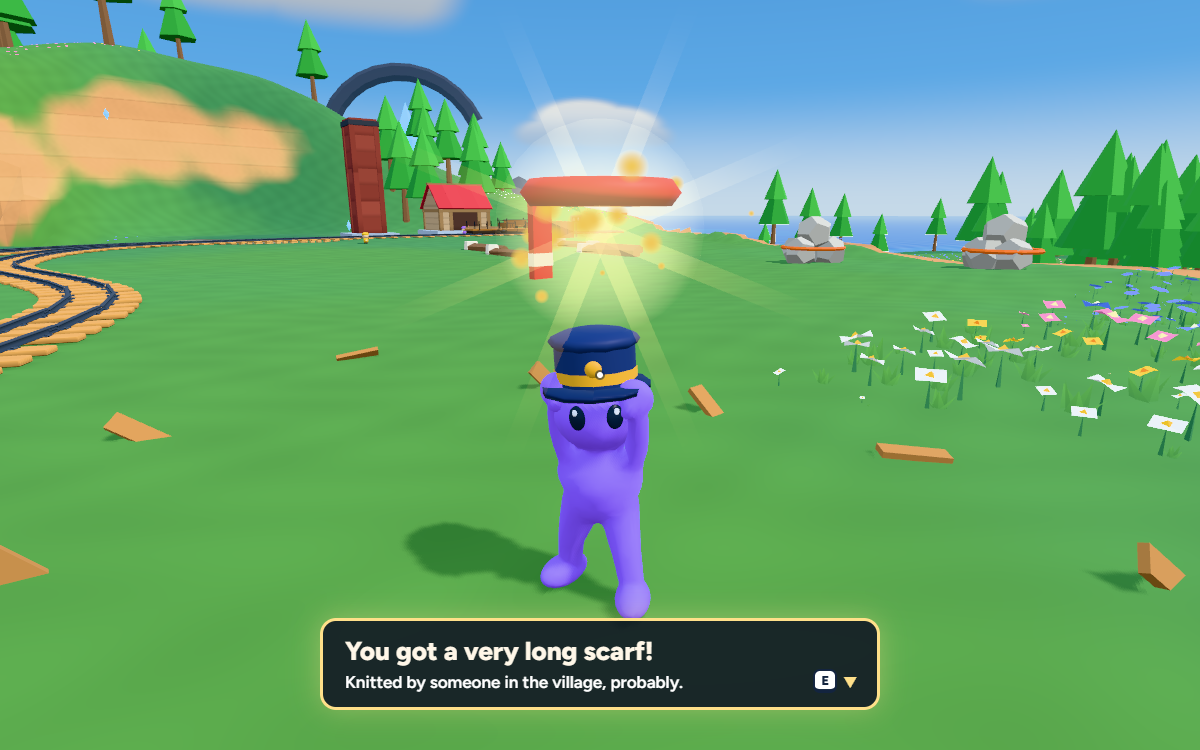 You got a very long scarf!
Knitted by someone in the village, probably.
E